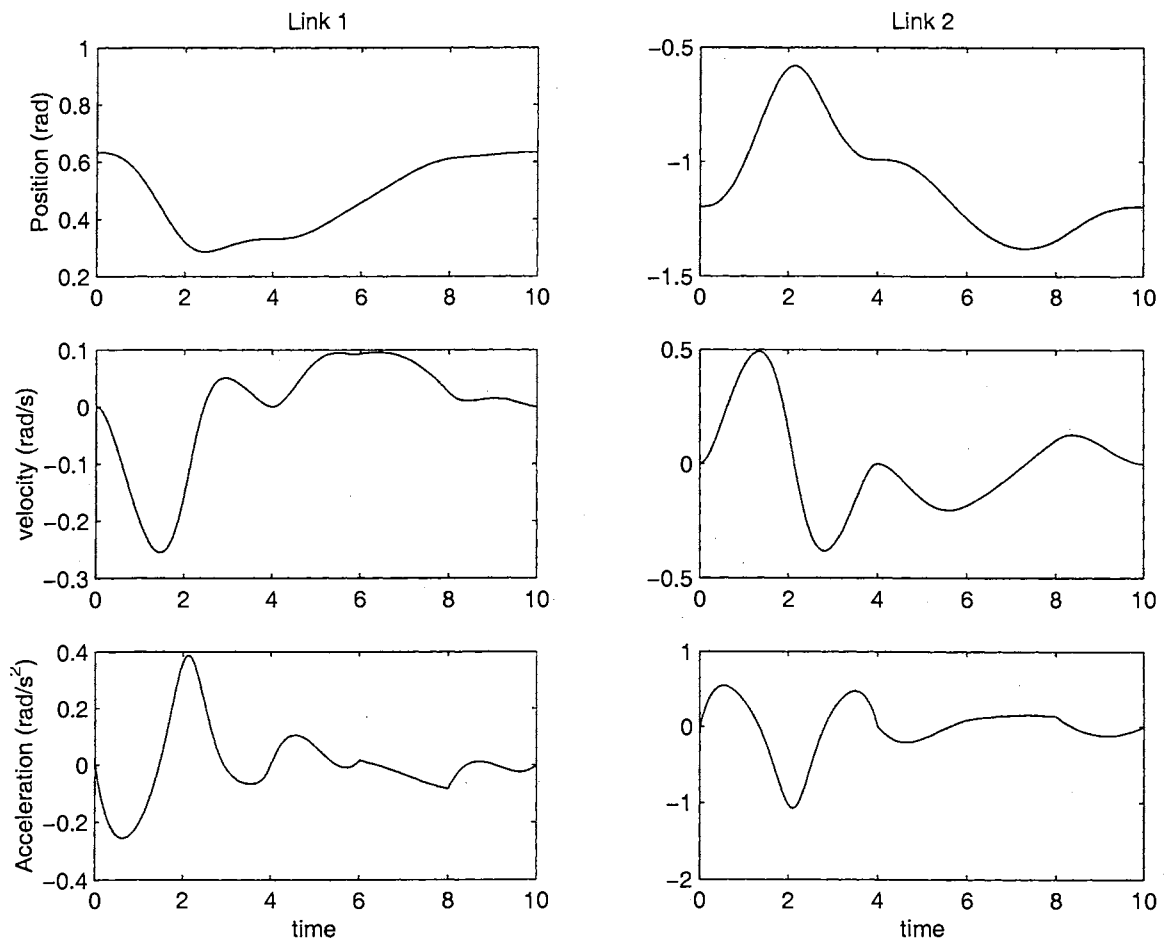 Link 1
Link 2
Position (rad)
1
0.8
0.6
0.4
0.2
0 2 4 6 8 10
-0.5
-1
-1.5
0 2 4 6 8 10
velocity (rad/s)
0.1
0
-0.1
-0.2
-0.3
0 2 4 6 8 10
0.5
0
-0.5
0 2 4 6 8 10
Acceleration (rad/s²)
0.4
0.2
0
-0.2
-0.4
0 2 4 6 8 10
time
1
0
-1
-2
0 2 4 6 8 10
time